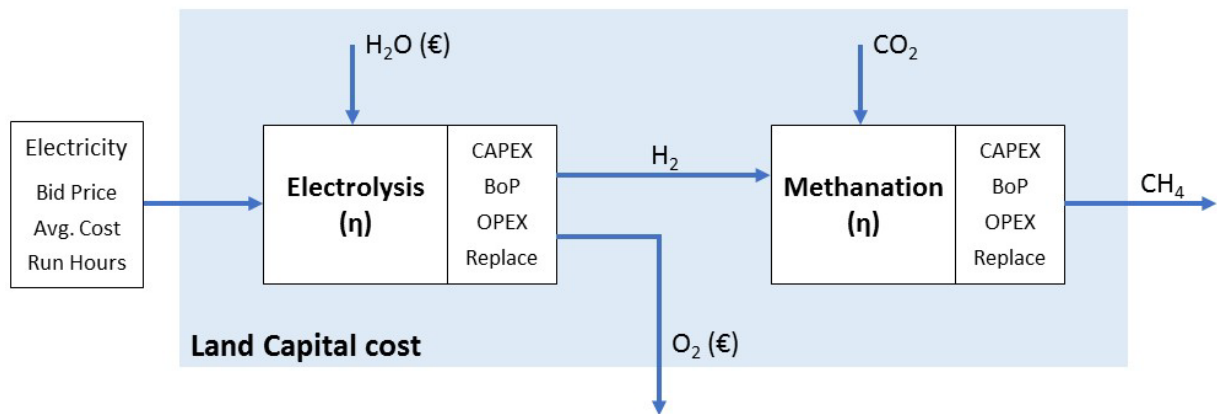 H₂O (€)
CO₂
Electricity
Bid Price
Avg. Cost
Run Hours
Electrolysis
(η)
CAPEX
BoP
OPEX
Replace
H₂
Methanation
(η)
CAPEX
BoP
OPEX
Replace
CH₄
Land Capital cost
O₂ (€)